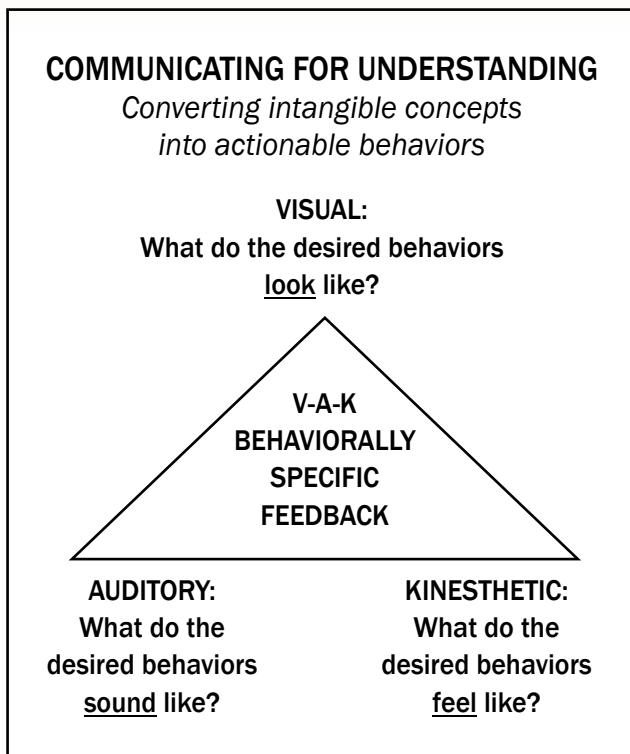 COMMUNICATING FOR UNDERSTANDING
Converting intangible concepts
into actionable behaviors
VISUAL:
What do the desired behaviors
look like?
V-A-K
BEHAVIORALLY
SPECIFIC
FEEDBACK
AUDITORY:
What do the
desired behaviors
sound like?
KINESTHETIC:
What do the
desired behaviors
feel like?